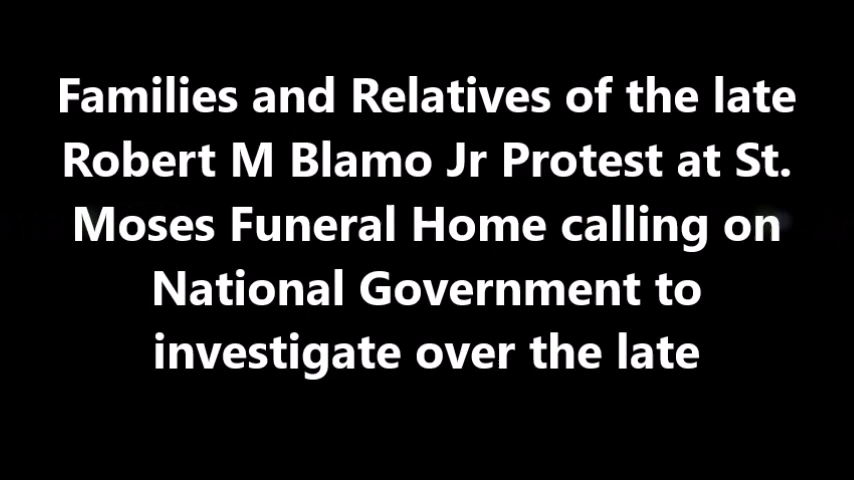 Families and Relatives of the late
Robert M Blamo Jr Protest at St.
Moses Funeral Home calling on
National Government to
investigate over the late